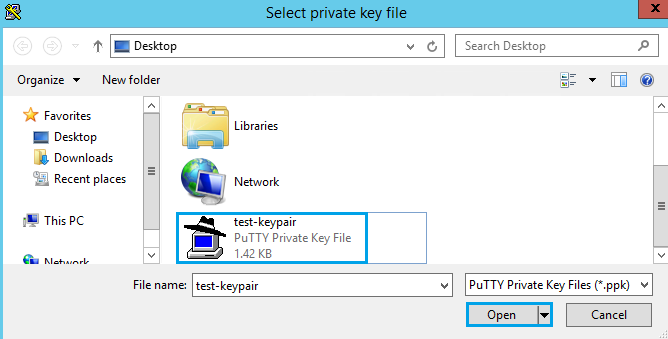 Select private key file
Desktop
Search Desktop
Organize
New folder
Favorites
Desktop
Downloads
Recent places
This PC
Network
Libraries
Network
test-keypair
PuTTY Private Key File
1.42 KB
File name:
test-keypair
PuTTY Private Key Files (*.ppk)
Open
Cancel